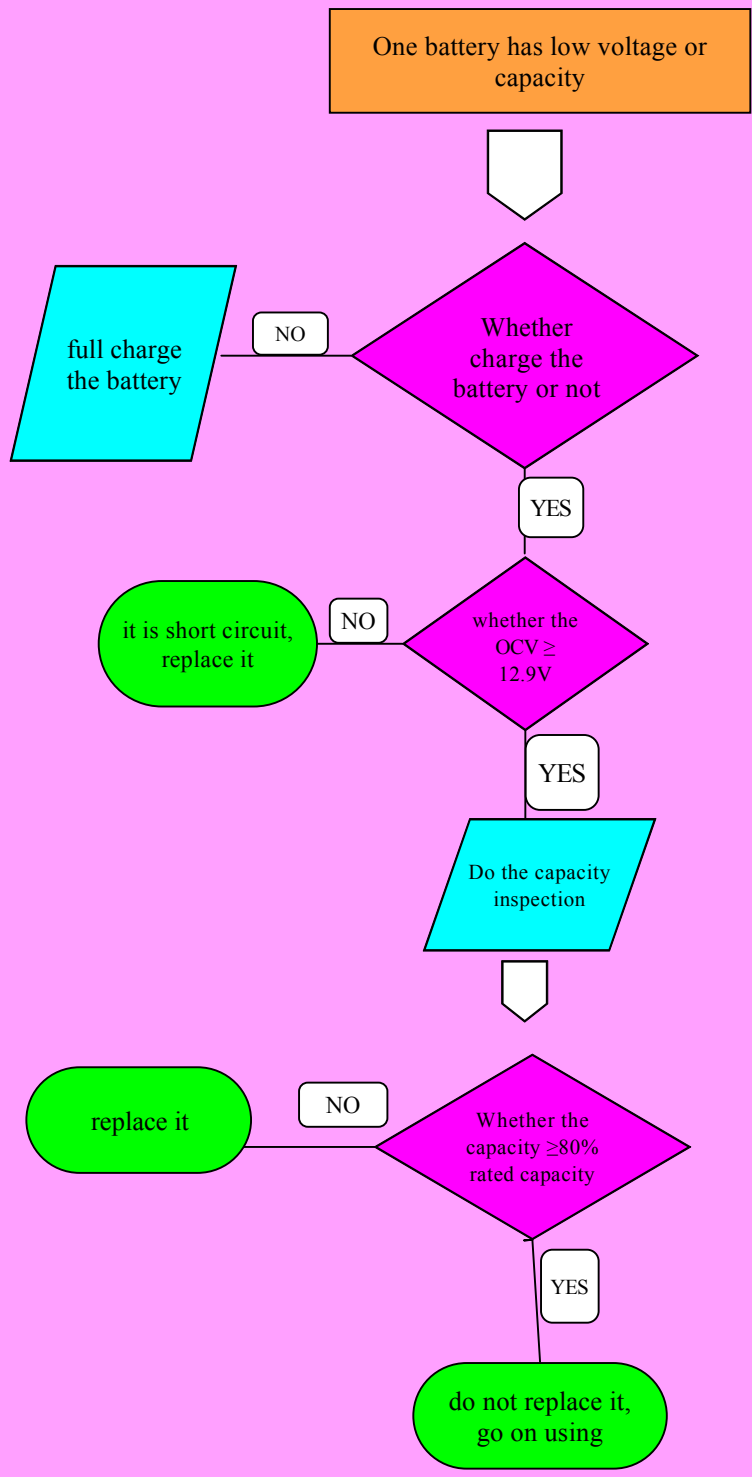 One battery has low voltage or
capacity
Whether
charge the
battery or not
NO
full charge
the battery
YES
whether the
OCV ≥
12.9V
NO
it is short circuit,
replace it
YES
Do the capacity
inspection
Whether the
capacity ≥80%
rated capacity
NO
replace it
YES
do not replace it,
go on using